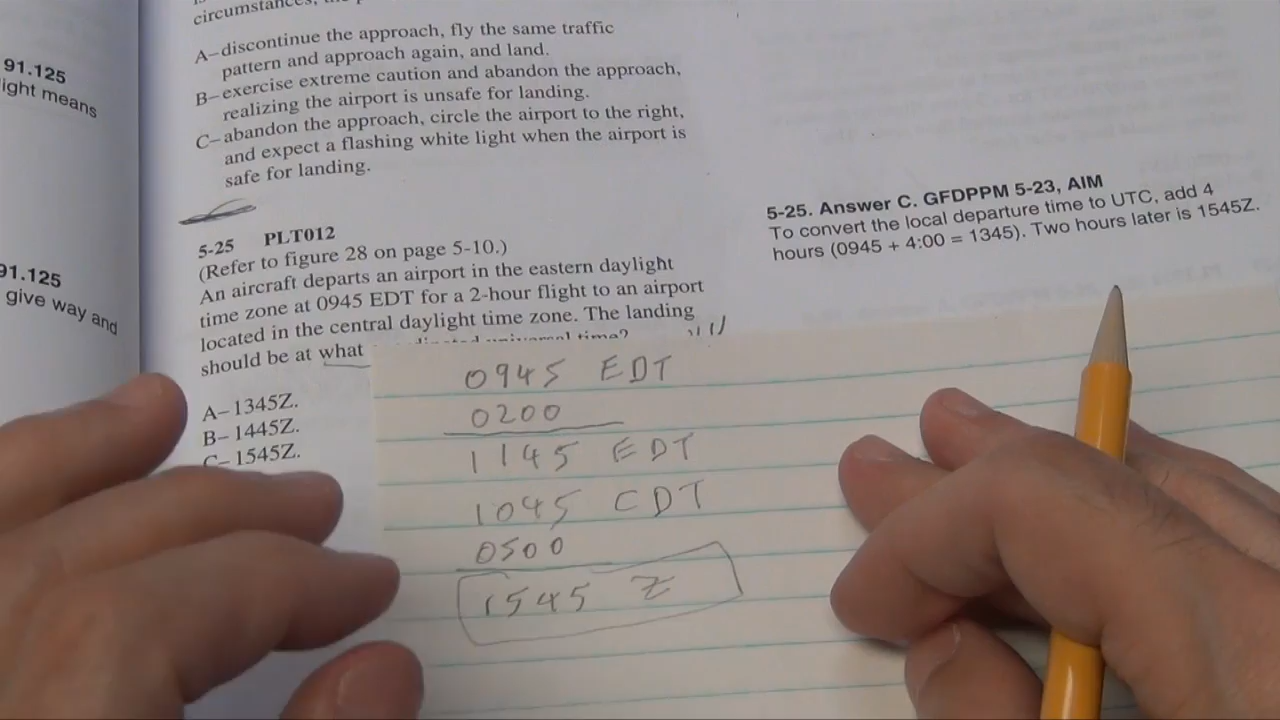 91.125
ight means
91.125
give way and
circumstances, the
A–discontinue the approach, fly the same traffic
pattern and approach again, and land.
B–exercise extreme caution and abandon the approach,
realizing the airport is unsafe for landing.
C–abandon the approach, circle the airport to the right,
and expect a flashing white light when the airport is
safe for landing.
5-25 PLT012
(Refer to figure 28 on page 5-10.)
An aircraft departs an airport in the eastern daylight
time zone at 0945 EDT for a 2-hour flight to an airport
located in the central daylight time zone. The landing
should be at what universal time?
A–1345Z.
B–1445Z.
C–1545Z.
0945 EDT
0200
1145 EDT
1045 CDT
0500
1545 Z
5-25. Answer C. GFDPPM 5-23, AIM
To convert the local departure time to UTC, add 4
hours (0945 + 4:00 = 1345). Two hours later is 1545Z.